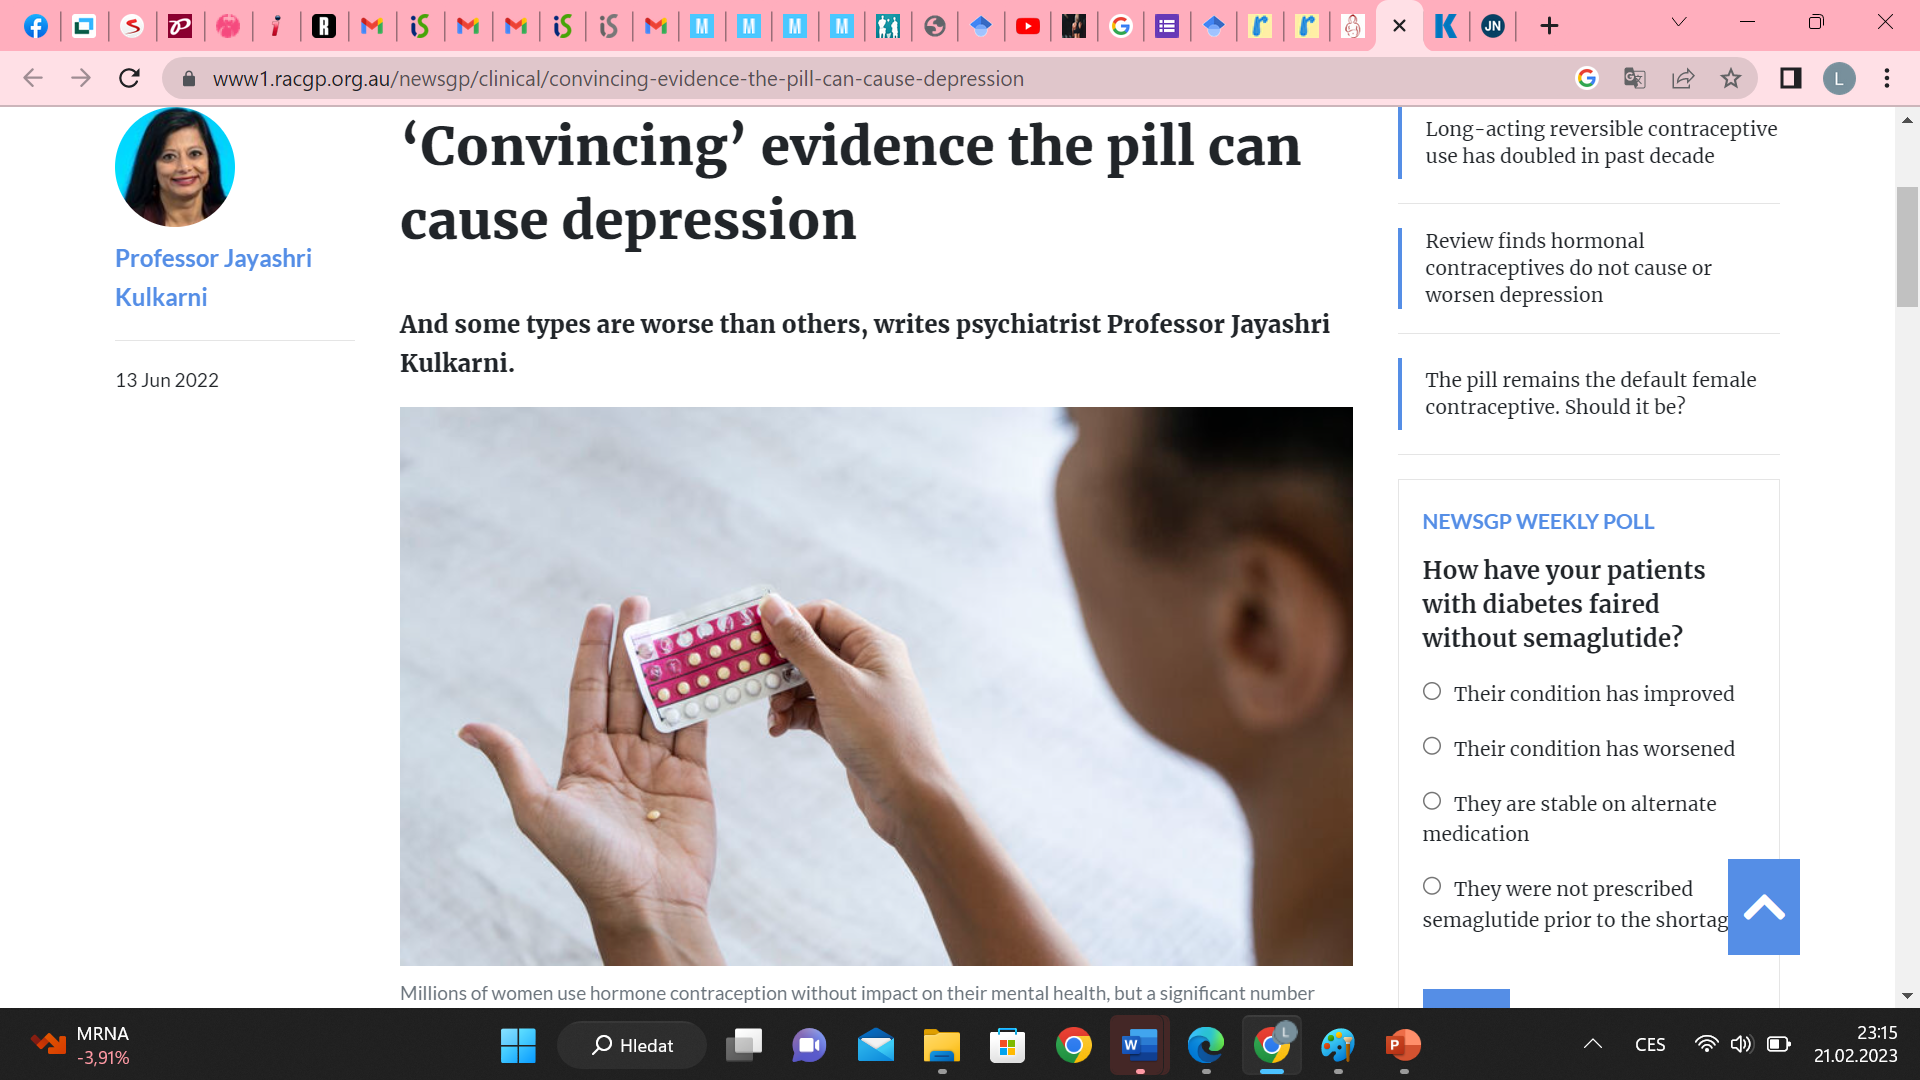 www1.racgp.org.au/newsgp/clinical/convincing-evidence-the-pill-can-cause-depression
L
JN
Professor Jayashri
Kulkarni
13 Jun 2022
‘Convincing’ evidence the pill can
cause depression
And some types are worse than others, writes psychiatrist Professor Jayashri
Kulkarni.
Millions of women use hormone contraception without impact on their mental health, but a significant number
Long-acting reversible contraceptive
use has doubled in past decade
Review finds hormonal
contraceptives do not cause or
worsen depression
The pill remains the default female
contraceptive. Should it be?
NEWSGP WEEKLY POLL
How have your patients
with diabetes faired
without semaglutide?
Their condition has improved
Their condition has worsened
They are stable on alternate
medication
They were not prescribed
semaglutide prior to the shortag
MRNA
-3,91%
Hledat
CES
23:15
21.02.2023